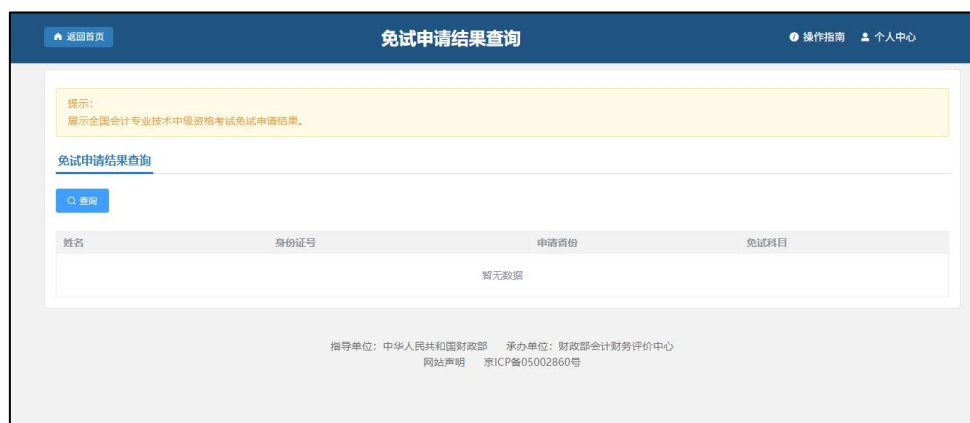 返回首页
免试申请结果查询
操作指南 个人中心
提示：
展示全国会计专业技术中级资格考试免试申请结果。
免试申请结果查询
查询
姓名 身份证号 申请省份 免试科目
暂无数据
指导单位：中华人民共和国财政部 承办单位：财政部会计财务评价中心
网站声明 京ICP备05002860号